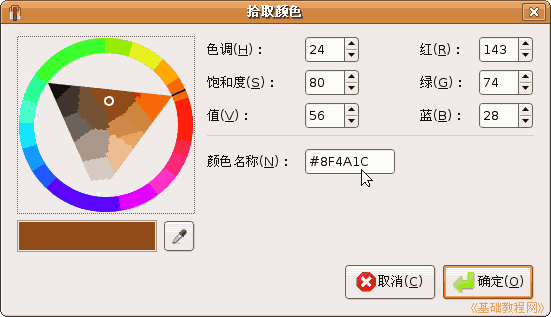 拾取颜色
色调(H)： 24 红(R)： 143
饱和度(S)： 80 绿(G)： 74
值(V)： 56 蓝(B)： 28
颜色名称(N)： #8F4A1C
取消(C) 确定(O)
《基础教程网》